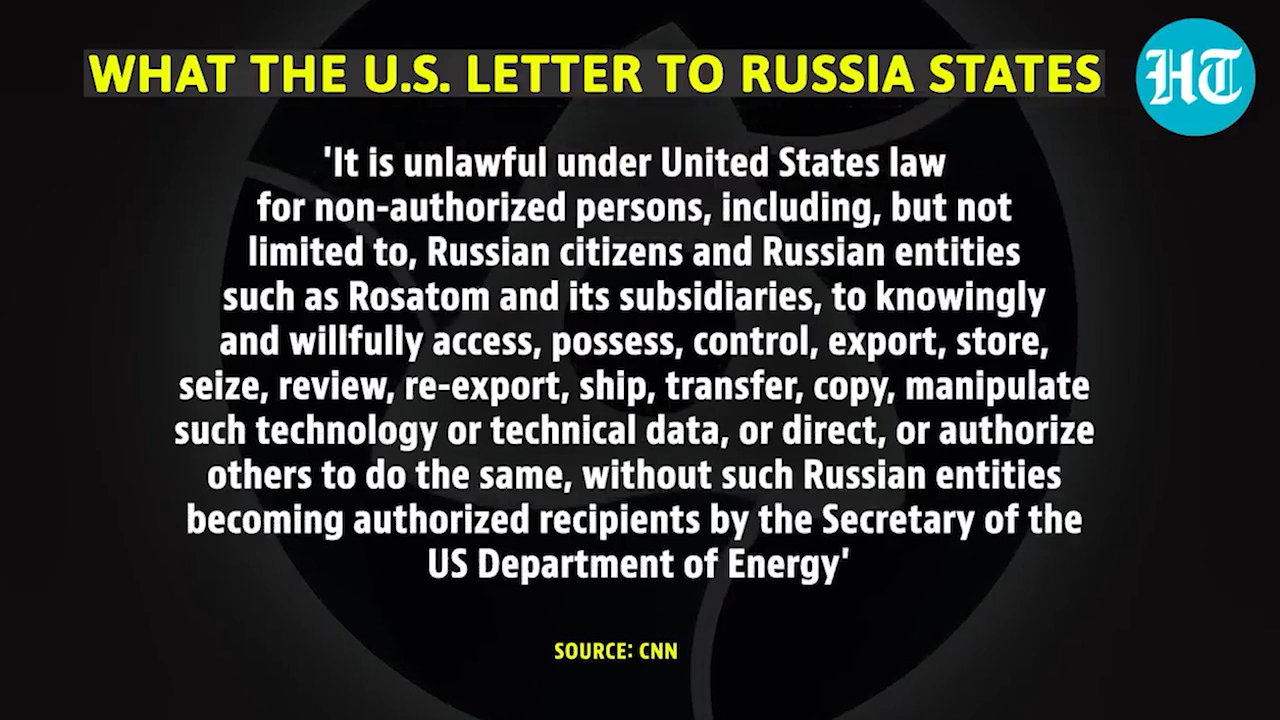 WHAT THE U.S. LETTER TO RUSSIA STATES
HT
'It is unlawful under United States law
for non-authorized persons, including, but not
limited to, Russian citizens and Russian entities
such as Rosatom and its subsidiaries, to knowingly
and willfully access, possess, control, export, store,
seize, review, re-export, ship, transfer, copy, manipulate
such technology or technical data, or direct, or authorize
others to do the same, without such Russian entities
becoming authorized recipients by the Secretary of the
US Department of Energy'
SOURCE: CNN